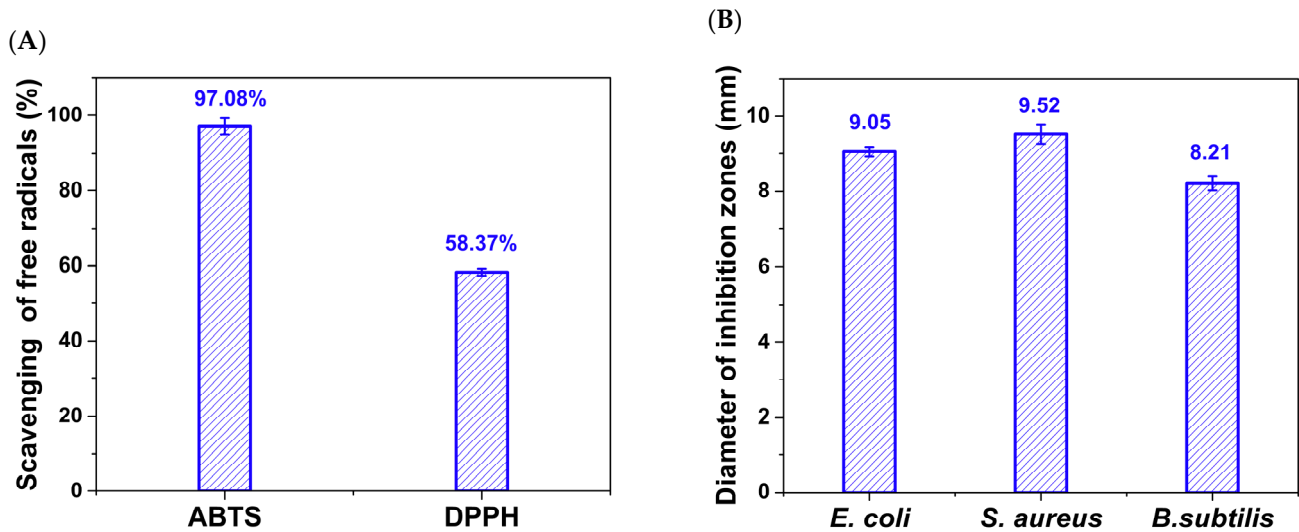 (A)
Scavenging of free radicals (%)
100
80
60
40
20
0
97.08%
58.37%
ABTS DPPH
(B)
Diameter of inhibition zones (mm)
10
8
6
4
2
0
9.05
9.52
8.21
E. coli S. aureus B.subtilis